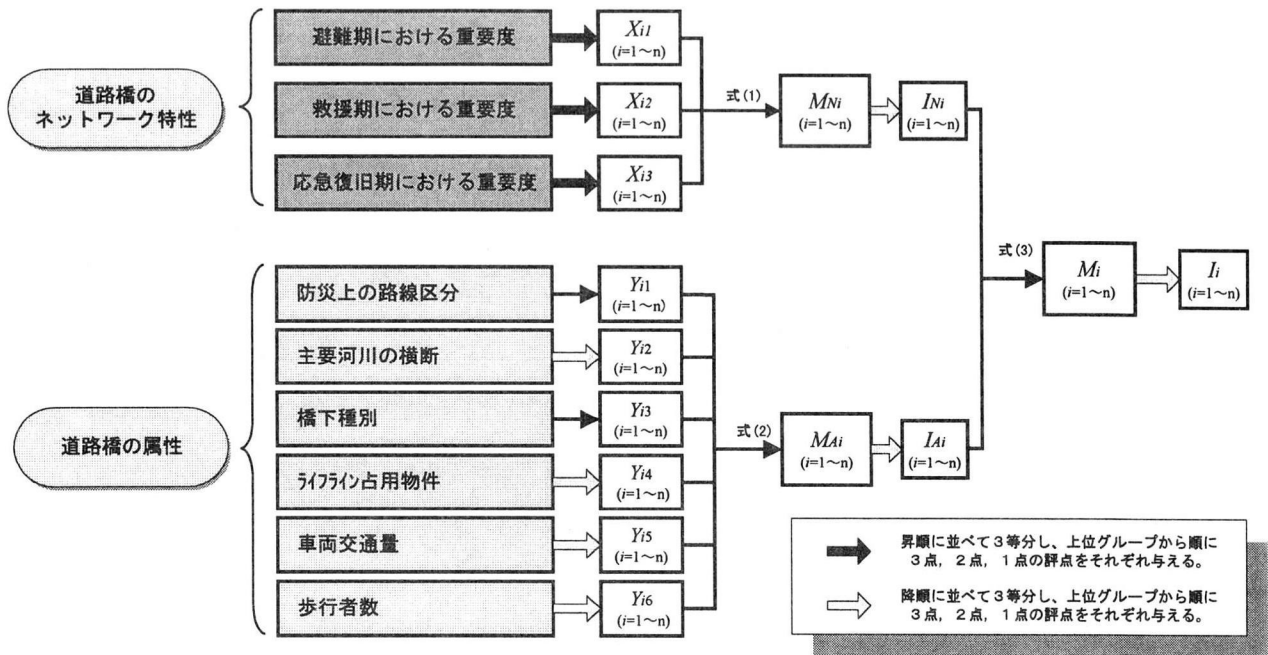 道路橋の
ネットワーク特性
避難期における重要度
Xi1
(i=1～n)
救援期における重要度
Xi2
(i=1～n)
応急復旧期における重要度
Xi3
(i=1～n)
式(1)
MNi
(i=1～n)
INi
(i=1～n)
道路橋の属性
防災上の路線区分
Yi1
(i=1～n)
主要河川の横断
Yi2
(i=1～n)
橋下種別
Yi3
(i=1～n)
ﾗｲﾌﾗｲﾝ占用物件
Yi4
(i=1～n)
車両交通量
Yi5
(i=1～n)
歩行者数
Yi6
(i=1～n)
式(2)
MAi
(i=1～n)
IAi
(i=1～n)
式(3)
Mi
(i=1～n)
Ii
(i=1～n)
昇順に並べて３等分し、上位グループから順に
３点，２点，１点の評点をそれぞれ与える。
降順に並べて３等分し、上位グループから順に
３点，２点，１点の評点をそれぞれ与える。